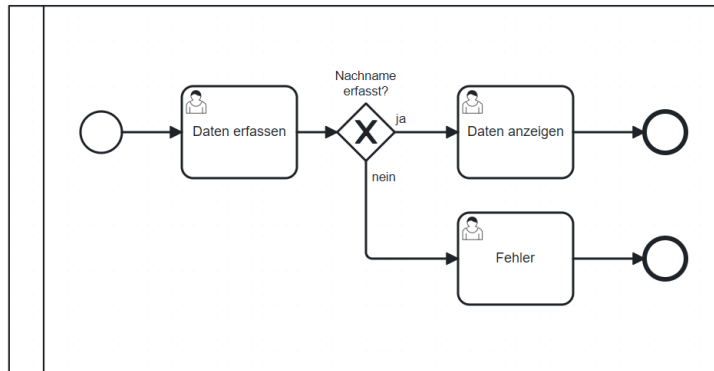 Nachname
erfasst?
Daten erfassen
ja
Daten anzeigen
nein
Fehler